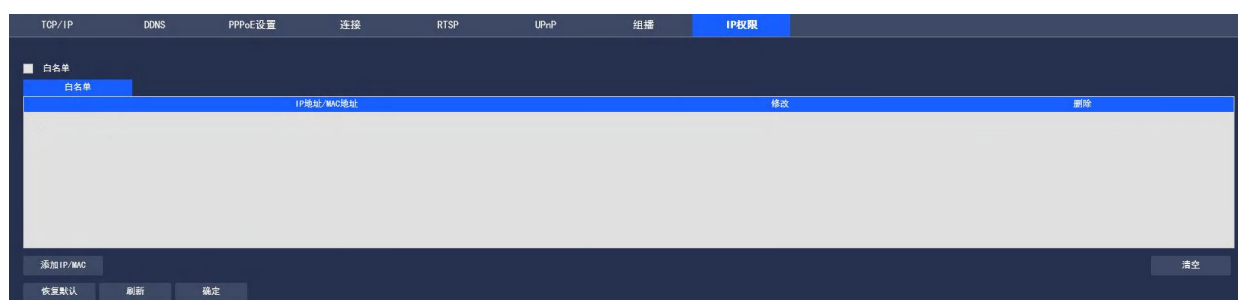 TCP/IP DDNS PPPoE设置 连接 RTSP UPnP 组播 IP权限
白名单
白名单
IP地址/MAC地址 修改 删除
添加IP/MAC 清空
恢复默认 刷新 确定